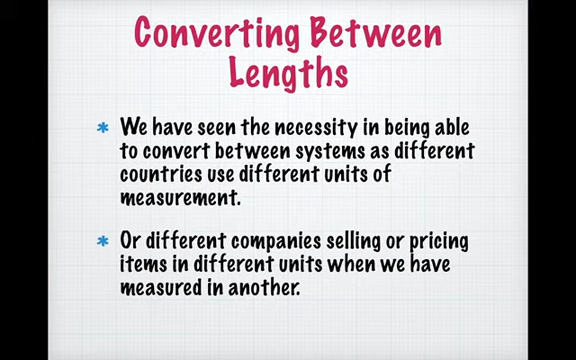 Converting Between
Lengths
* We have seen the necessity in being able
to convert between systems as different
countries use different units of
measurement.
* Or different companies selling or pricing
items in different units when we have
measured in another.